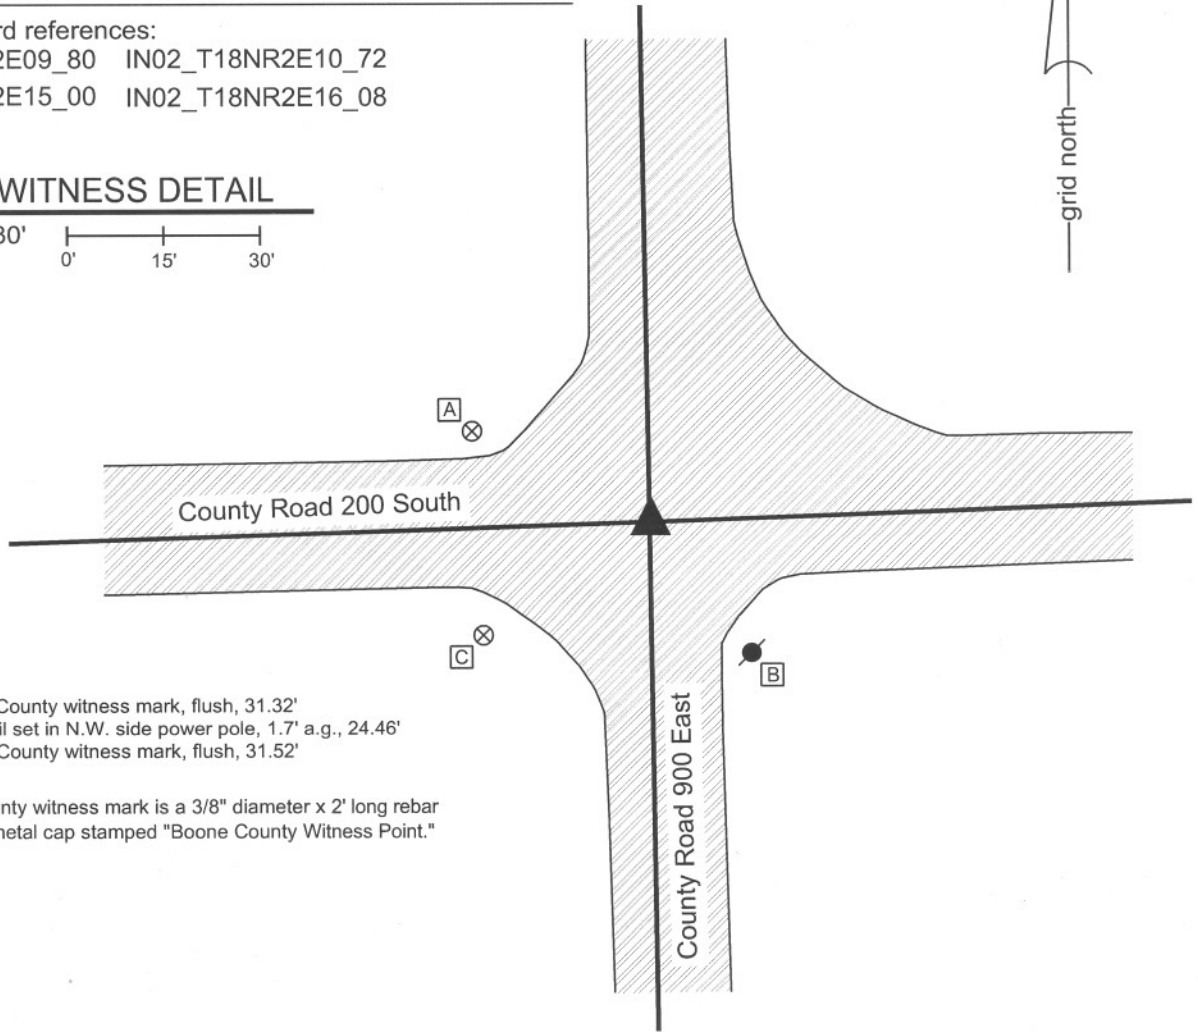 rd references:
2E09_80 IN02_T18NR2E10_72
2E15_00 IN02_T18NR2E16_08
WITNESS DETAIL
30'
0' 15' 30'
grid north
A
County Road 200 South
C
B
County Road 900 East
County witness mark, flush, 31.32'
il set in N.W. side power pole, 1.7' a.g., 24.46'
County witness mark, flush, 31.52'
nty witness mark is a 3/8" diameter x 2' long rebar
metal cap stamped "Boone County Witness Point."